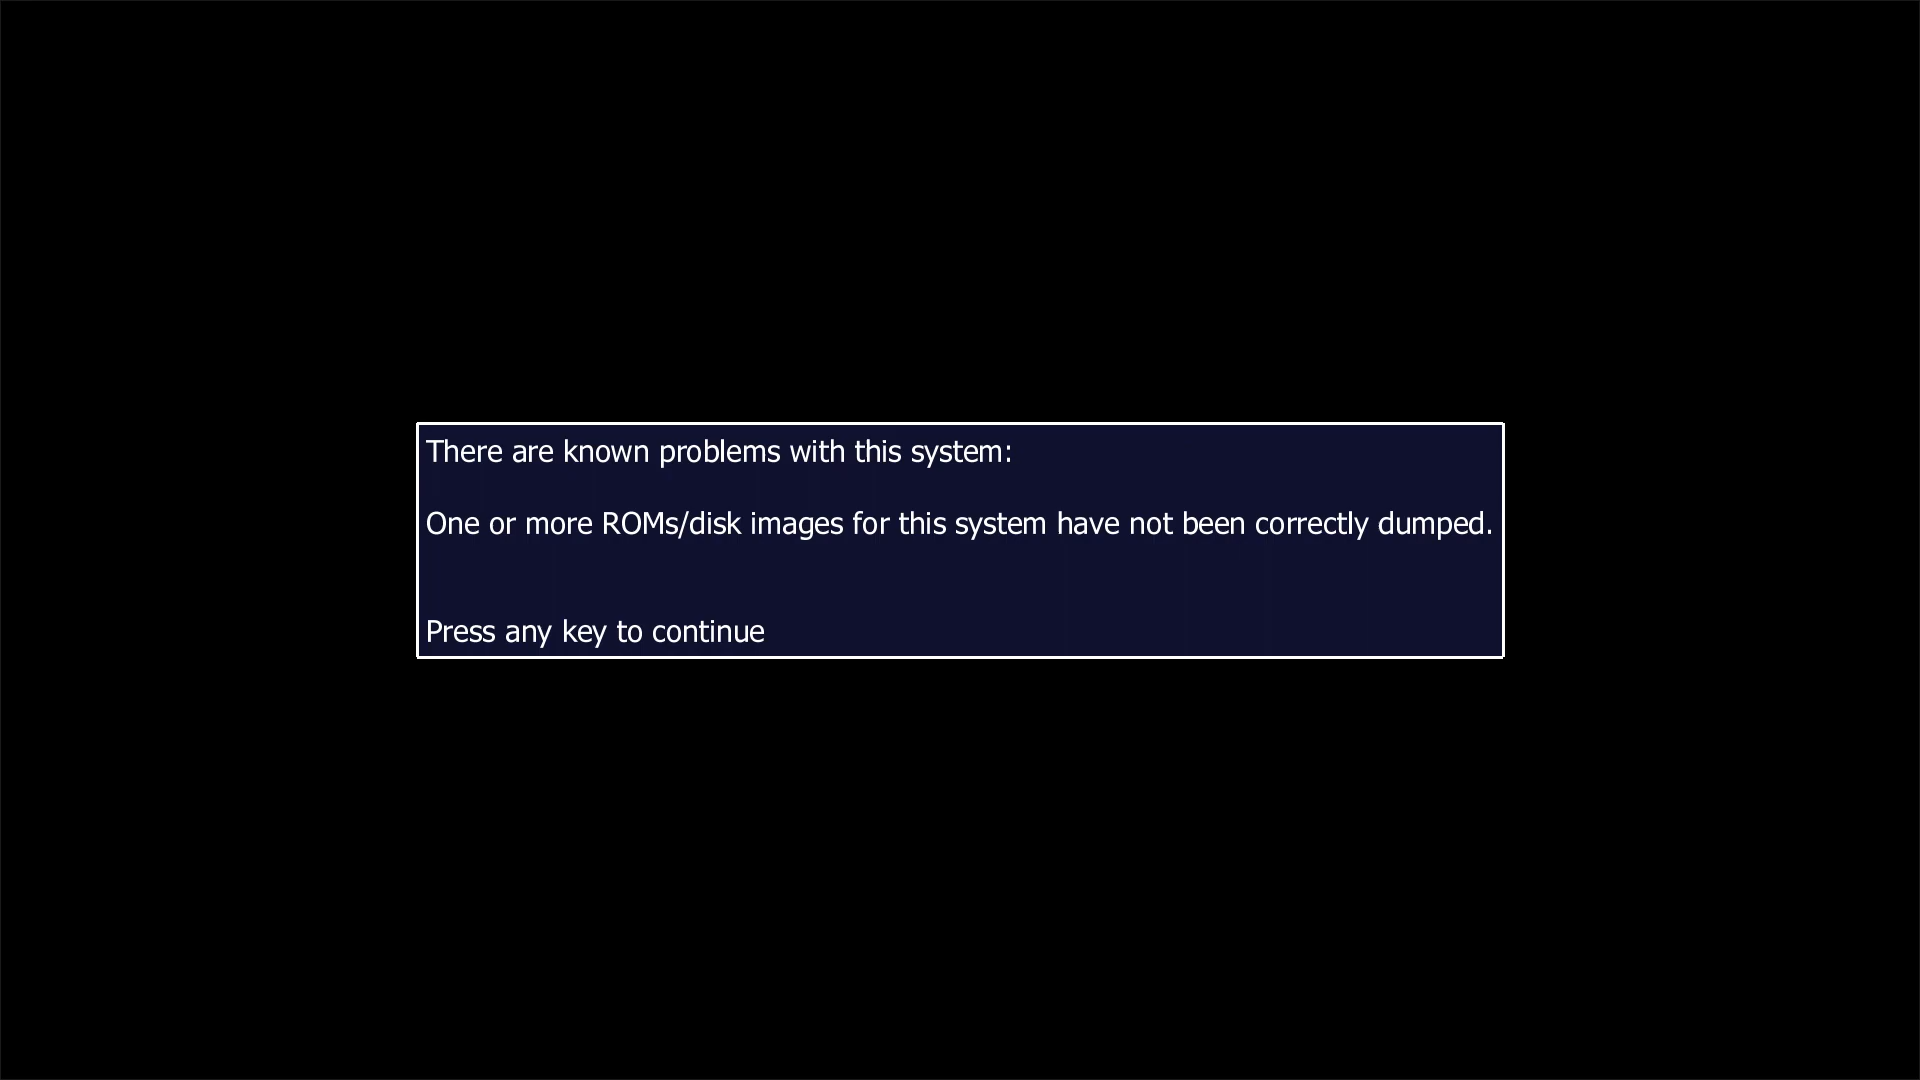 There are known problems with this system:
One or more ROMs/disk images for this system have not been correctly dumped.
Press any key to continue